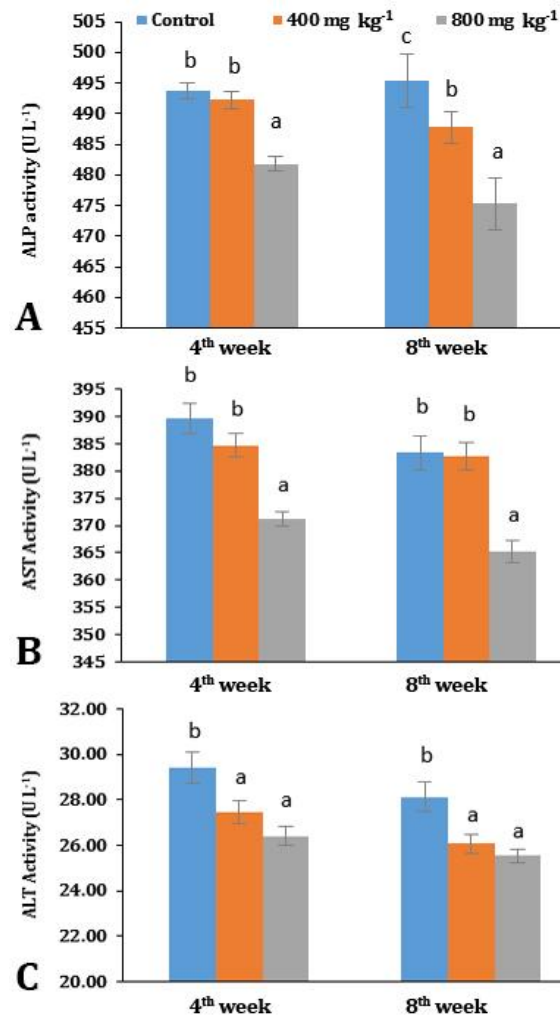 Control 400 mg kg⁻¹ 800 mg kg⁻¹
505
500
495
490
485
480
475
470
465
460
455
ALP activity (U L⁻¹)
b b a c b a
4ᵗʰ week 8ᵗʰ week
A
395
390
385
380
375
370
365
360
355
350
345
AST Activity (U L⁻¹)
b b a b b a
4ᵗʰ week 8ᵗʰ week
B
32.00
30.00
28.00
26.00
24.00
22.00
20.00
ALT Activity (U L⁻¹)
b a a b a a
4ᵗʰ week 8ᵗʰ week
C